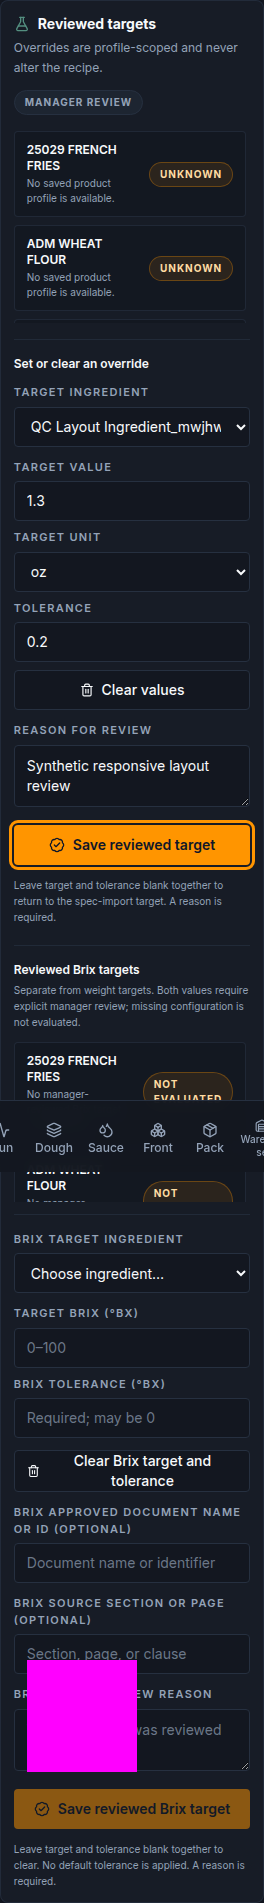 Reviewed targets
Overrides are profile-scoped and never
alter the recipe.
MANAGER REVIEW
25029 FRENCH
FRIES
No saved product
profile is available.
UNKNOWN
ADM WHEAT
FLOUR
No saved product
profile is available.
UNKNOWN
Set or clear an override
TARGET INGREDIENT
QC Layout Ingredient_mwjhw
TARGET VALUE
1.3
TARGET UNIT
oz
TOLERANCE
0.2
Clear values
REASON FOR REVIEW
Synthetic responsive layout
review
Save reviewed target
Leave target and tolerance blank together to
return to the spec-import target. A reason is
required.
Reviewed Brix targets
Separate from weight targets. Both values require
explicit manager review; missing configuration is
not evaluated.
25029 FRENCH
FRIES
No manager-
NOT
EVALUATED
un
Dough
Sauce
Front
Pack
Ware
se
ADM WHEAT
FLOUR
NOT
BRIX TARGET INGREDIENT
Choose ingredient...
TARGET BRIX (°BX)
0–100
BRIX TOLERANCE (°BX)
Required; may be 0
Clear Brix target and
tolerance
BRIX APPROVED DOCUMENT NAME
OR ID (OPTIONAL)
Document name or identifier
BRIX SOURCE SECTION OR PAGE
(OPTIONAL)
Section, page, or clause
EW REASON
was reviewed
Save reviewed Brix target
Leave target and tolerance blank together to
clear. No default tolerance is applied. A reason is
required.